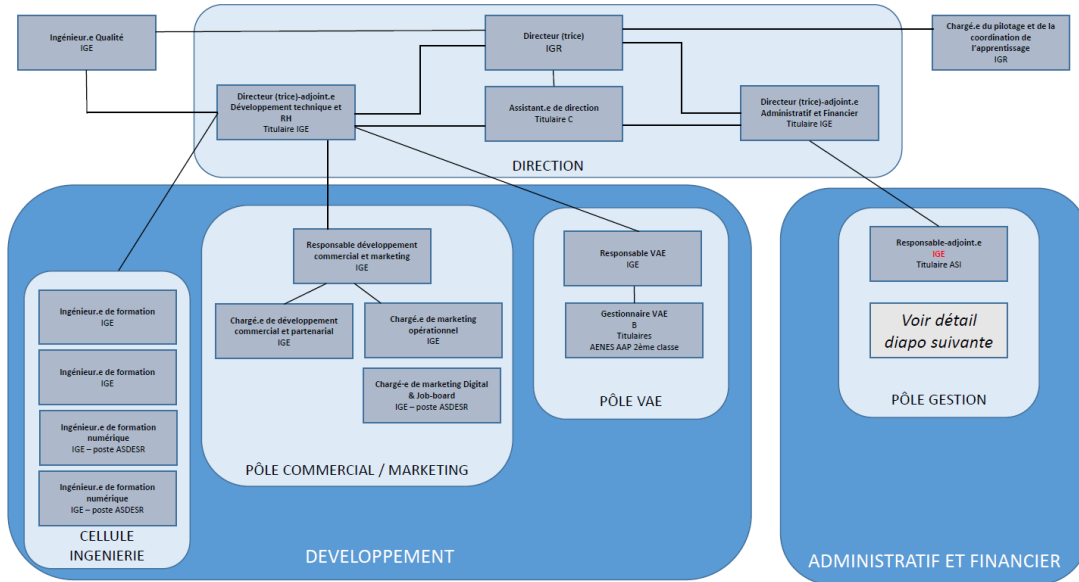 Ingénieur.e Qualité
IGE
Directeur (trice)
IGR
Chargé.e du pilotage et de la
coordination de
l'apprentissage
IGR
Directeur (trice)-adjoint.e
Développement technique et
RH
Titulaire IGE
Assistant.e de direction
Titulaire C
Directeur (trice)-adjoint.e
Administratif et Financier
Titulaire IGE
DIRECTION
Ingénieur.e de formation
IGE
Ingénieur.e de formation
IGE
Ingénieur.e de formation
numérique
IGE – poste ASDESR
Ingénieur.e de formation
numérique
IGE – poste ASDESR
CELLULE
INGENIERIE
Responsable développement
commercial et marketing
IGE
Chargé.e de développement
commercial et partenarial
IGE
Chargé.e de marketing
opérationnel
IGE
Chargé·e de marketing Digital
& Job-board
IGE – poste ASDESR
PÔLE COMMERCIAL / MARKETING
Responsable VAE
IGE
Gestionnaire VAE
B
Titulaires
AENES AAP 2ème classe
PÔLE VAE
DEVELOPPEMENT
Responsable-adjoint.e
IGE
Titulaire ASI
Voir détail
diapo suivante
PÔLE GESTION
ADMINISTRATIF ET FINANCIER